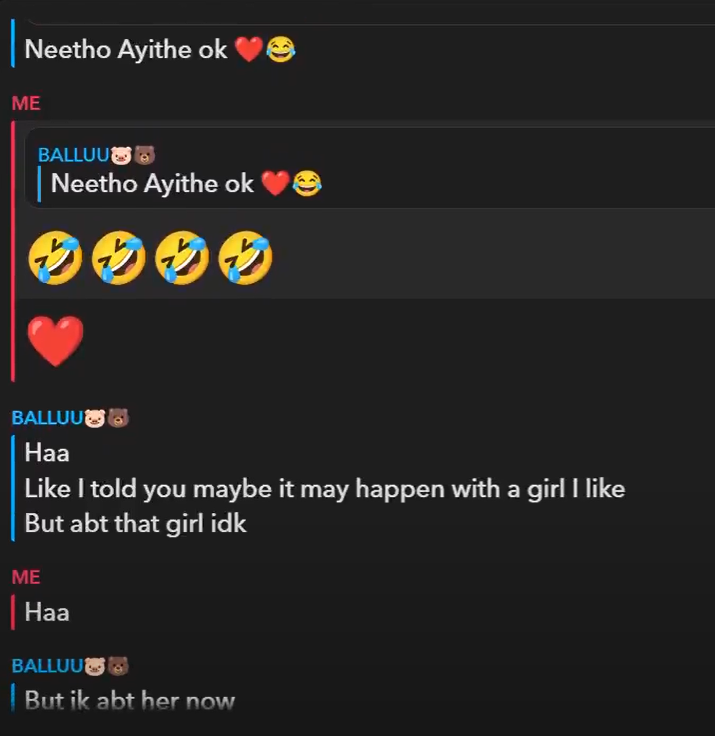 Neetho Ayithe ok ❤️😂
ME
BALLUU🐷🐻
Neetho Ayithe ok ❤️😂
🤣🤣🤣🤣
❤️
BALLUU🐷🐻
Haa
Like I told you maybe it may happen with a girl I like
But abt that girl idk
ME
Haa
BALLUU🐷🐻
But ik abt her now